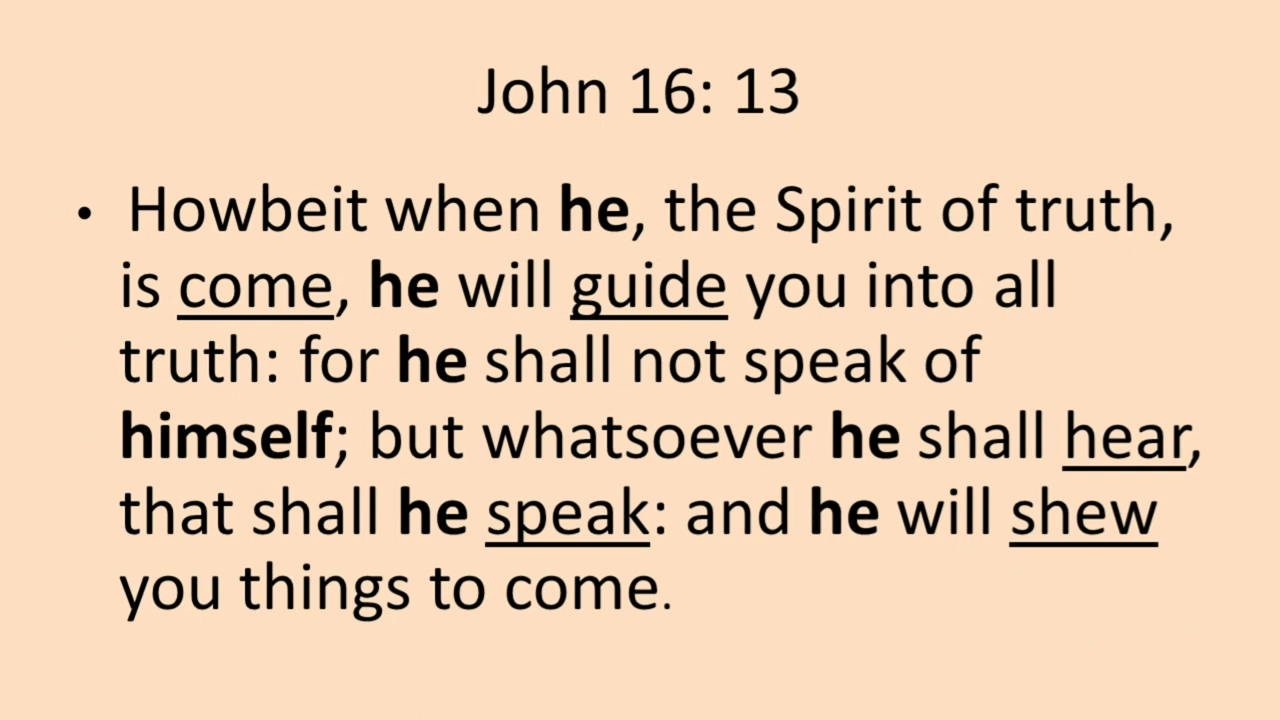 John 16: 13
• Howbeit when he, the Spirit of truth,
is come, he will guide you into all
truth: for he shall not speak of
himself; but whatsoever he shall hear,
that shall he speak: and he will shew
you things to come.